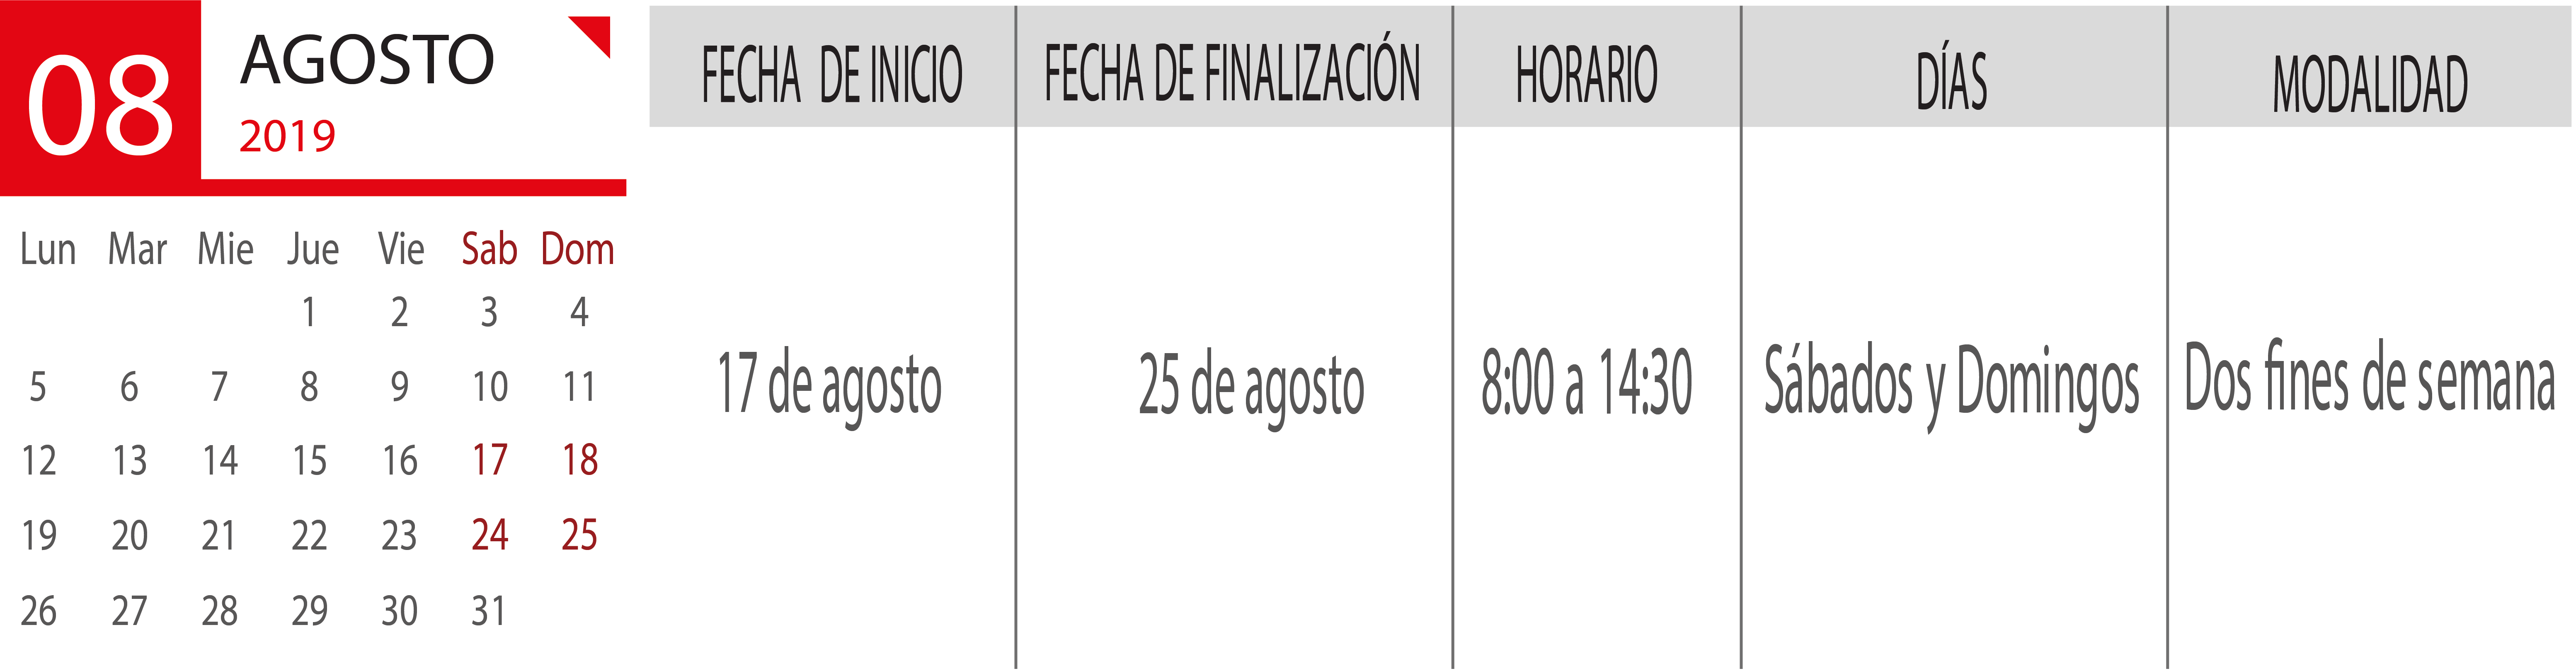 08 AGOSTO
2019
Lun Mar Mie Jue Vie Sab Dom
1 2 3 4
5 6 7 8 9 10 11
12 13 14 15 16 17 18
19 20 21 22 23 24 25
26 27 28 29 30 31
FECHA DE INICIO FECHA DE FINALIZACIÓN HORARIO DÍAS MODALIDAD
17 de agosto 25 de agosto 8:00 a 14:30 Sábados y Domingos Dos fines de semana